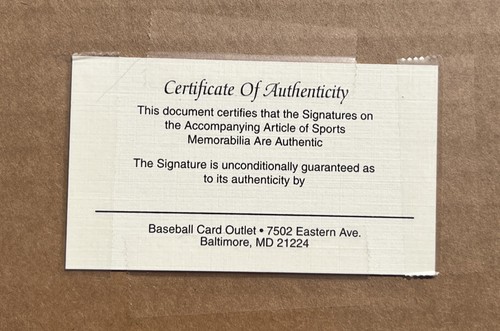 Certificate Of Authenticity
This document certifies that the Signatures on
the Accompanying Article of Sports
Memorabilia Are Authentic
The Signature is unconditionally guaranteed as
to its authenticity by
Baseball Card Outlet • 7502 Eastern Ave.
Baltimore, MD 21224